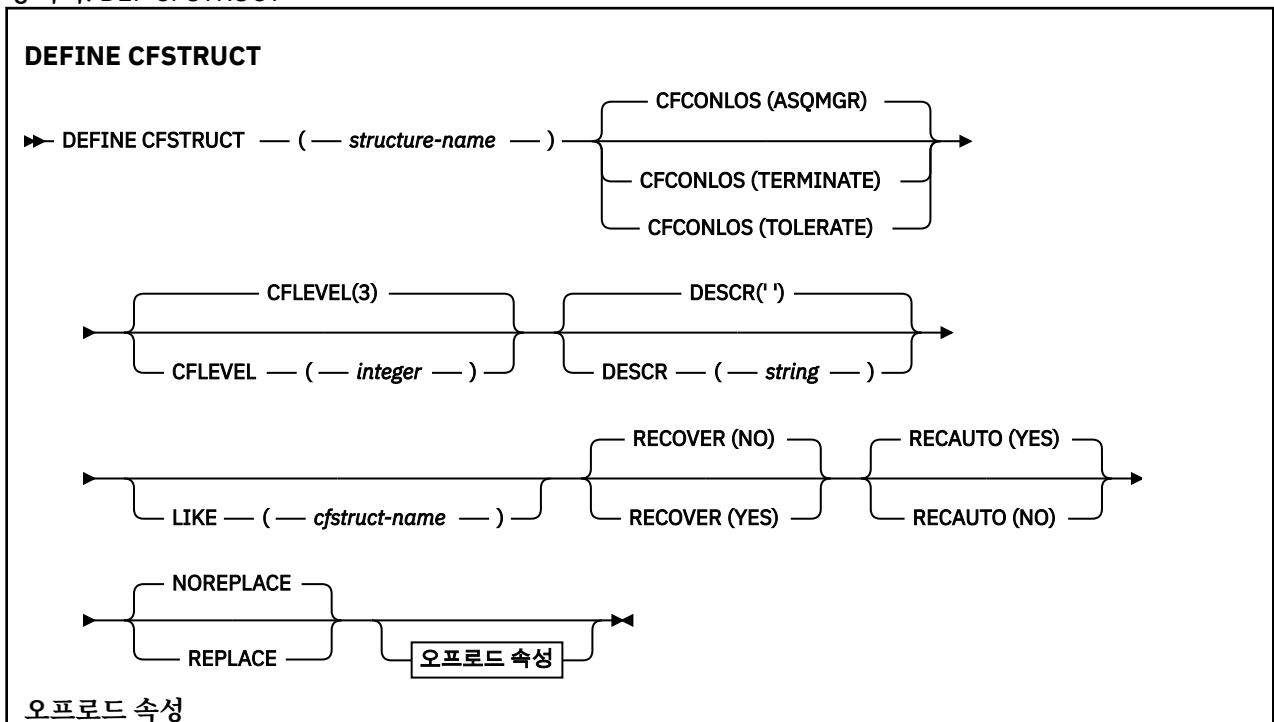 DEFINE CFSTRUCT
CFCONLOS (ASQMGR)
DEFINE CFSTRUCT ( structure-name )
CFCONLOS (TERMINATE)
CFCONLOS (TOLERATE)
CFLEVEL(3) DESCR(' ')
CFLEVEL ( integer ) DESCR ( string )
RECOVER (NO) RECAUTO (YES)
LIKE ( cfstruct-name ) RECOVER (YES) RECAUTO (NO)
NOREPLACE
REPLACE 오프로드 속성
오프로드 속성